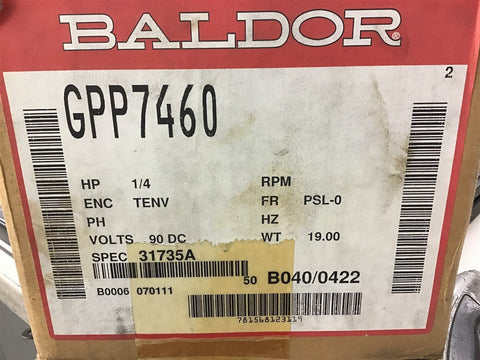 BALDOR®
2
GPP7460
HP 1/4 RPM
ENC TENV FR PSL-0
PH HZ
VOLTS 90 DC WT 19.00
SPEC 31735A
50 B040/0422
B0006 070111
781568123119